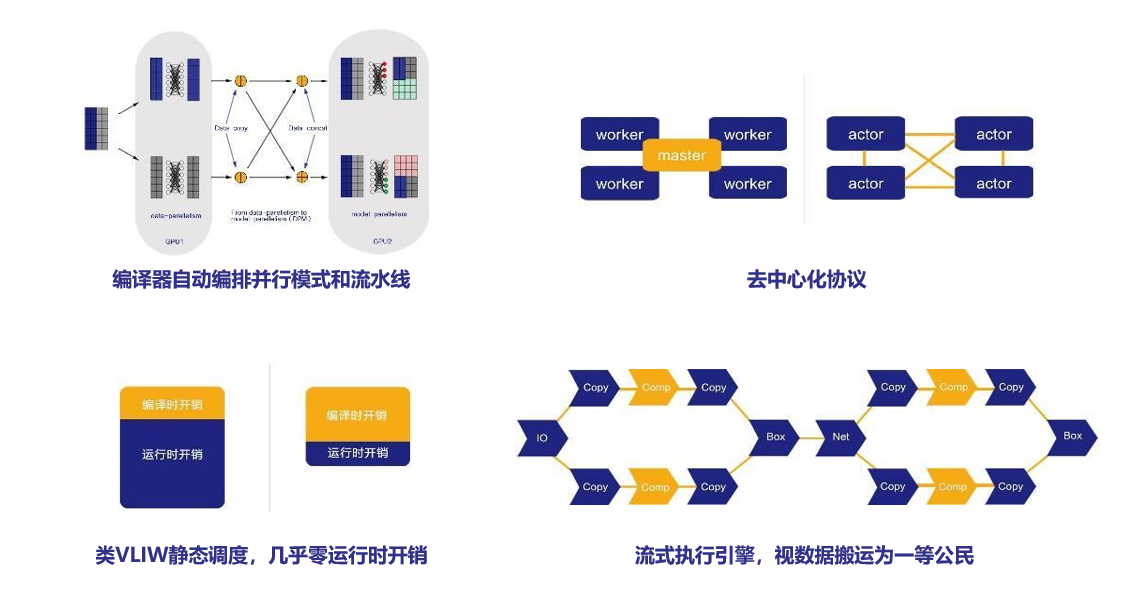 Data copy
Data concat
data-parellelism
From data-parellelism to
model-parellelism ( D2M )
model parellelism
GPU1
GPU2
编译器自动编排并行模式和流水线
worker
worker
master
worker
worker
actor
actor
actor
actor
去中心化协议
编译时开销
运行时开销
编译时开销
运行时开销
类VLIW静态调度，几乎零运行时开销
Copy
Comp
Copy
IO
Box
Copy
Comp
Copy
Net
Copy
Comp
Copy
Box
Copy
Comp
Copy
流式执行引擎，视数据搬运为一等公民